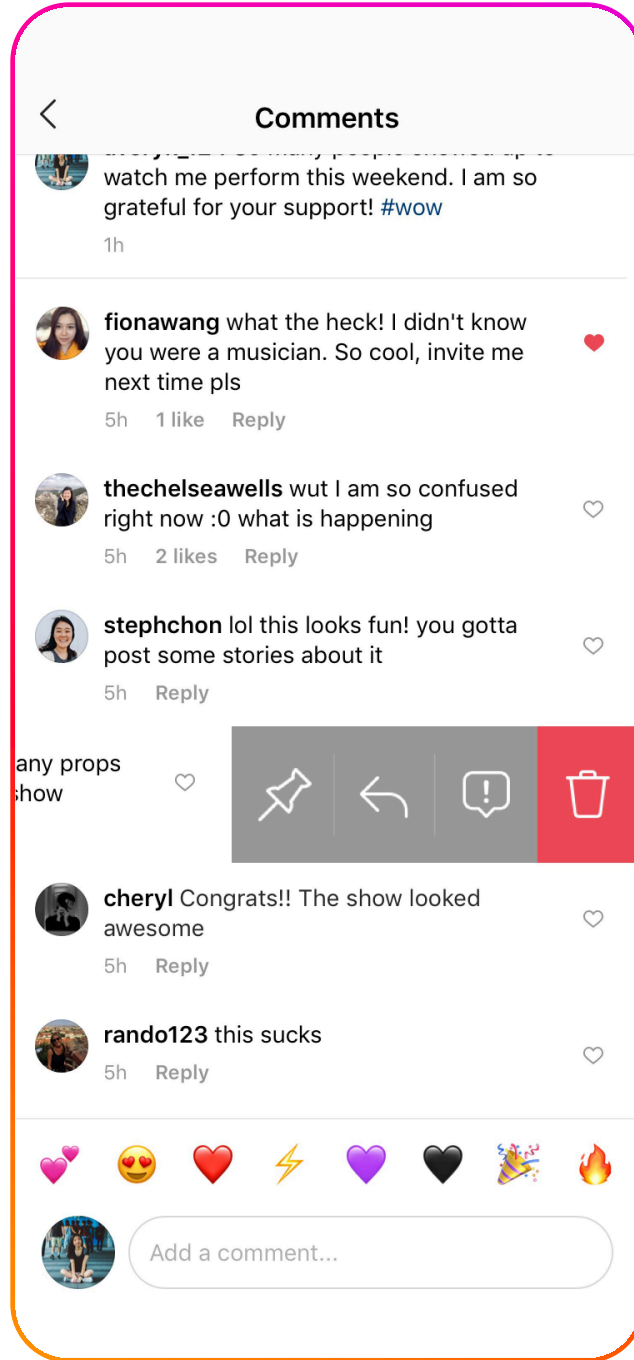 Comments
watch me perform this weekend. I am so
grateful for your support! #wow
1h
fionawang what the heck! I didn't know
you were a musician. So cool, invite me
next time pls
5h 1 like Reply
thechelseawells wut I am so confused
right now :0 what is happening
5h 2 likes Reply
stephchon lol this looks fun! you gotta
post some stories about it
5h Reply
any props
show
cheryl Congrats!! The show looked
awesome
5h Reply
rando123 this sucks
5h Reply
Add a comment...